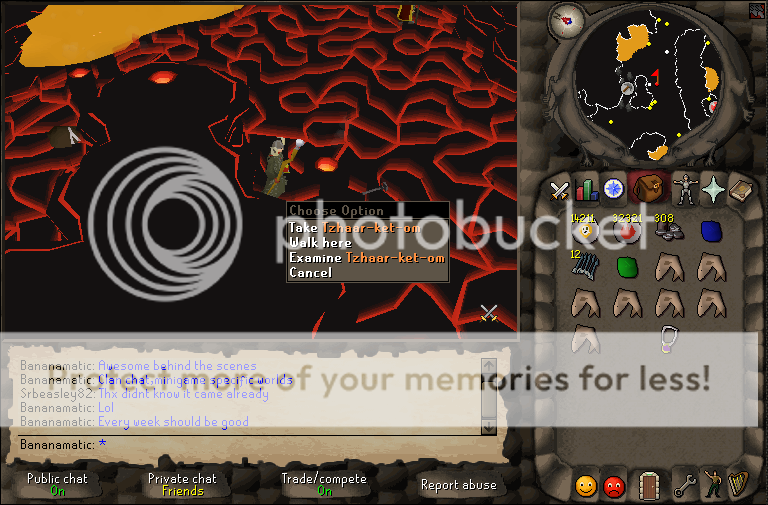 Choose Option
Take Tzhaar-ket-om
Walk here
Examine Tzhaar-ket-om
Cancel
photobucket
14211
32321
308
12
of your memories for less!
Bananamatic: Awesome behind the scenes
Bananamatic: Clan chat,minigame specific worlds
Srbeasley82: Thx didnt know it came already
Bananamatic: Lol
Bananamatic: Every week should be good
Bananamatic: *
Public chat
On
Private chat
Friends
Trade/compete
On
Report abuse